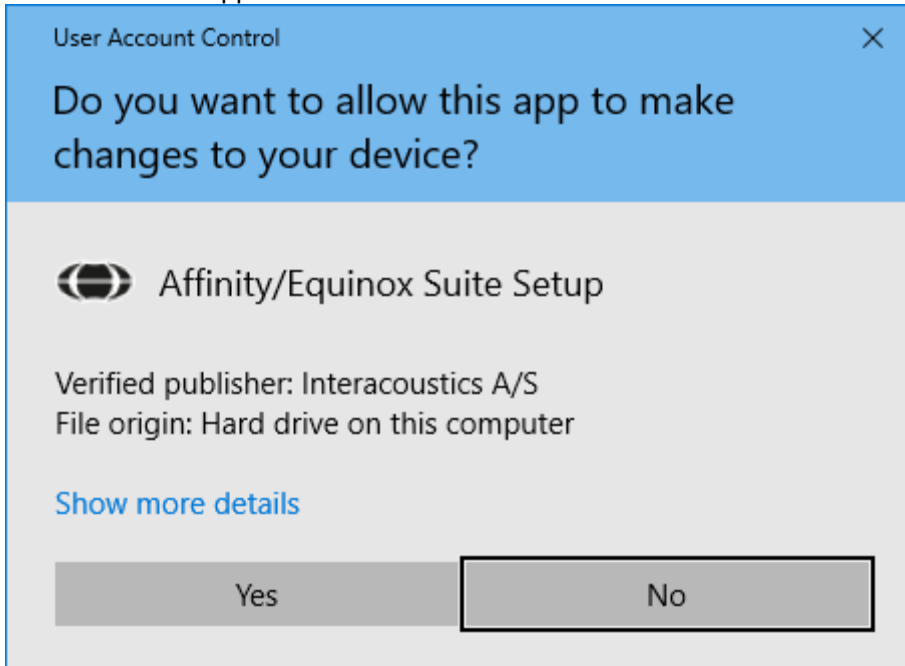 User Account Control
Do you want to allow this app to make
changes to your device?
Affinity/Equinox Suite Setup
Verified publisher: Interacoustics A/S
File origin: Hard drive on this computer
Show more details
Yes No